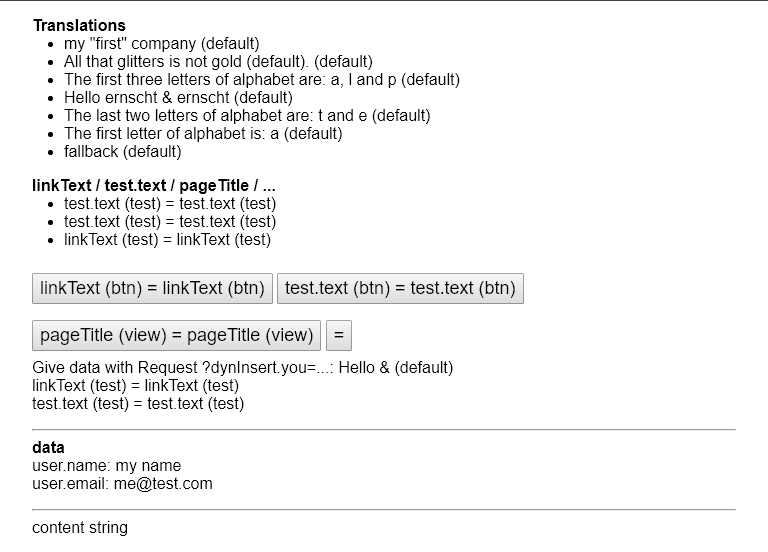 Translations
my "first" company (default)
All that glitters is not gold (default). (default)
The first three letters of alphabet are: a, l and p (default)
Hello ernscht & ernscht (default)
The last two letters of alphabet are: t and e (default)
The first letter of alphabet is: a (default)
fallback (default)
linkText / test.text / pageTitle / ...
test.text (test) = test.text (test)
test.text (test) = test.text (test)
linkText (test) = linkText (test)
linkText (btn) = linkText (btn) test.text (btn) = test.text (btn)
pageTitle (view) = pageTitle (view) =
Give data with Request ?dynInsert.you=...: Hello & (default)
linkText (test) = linkText (test)
test.text (test) = test.text (test)
data
user.name: my name
user.email: me@test.com
content string